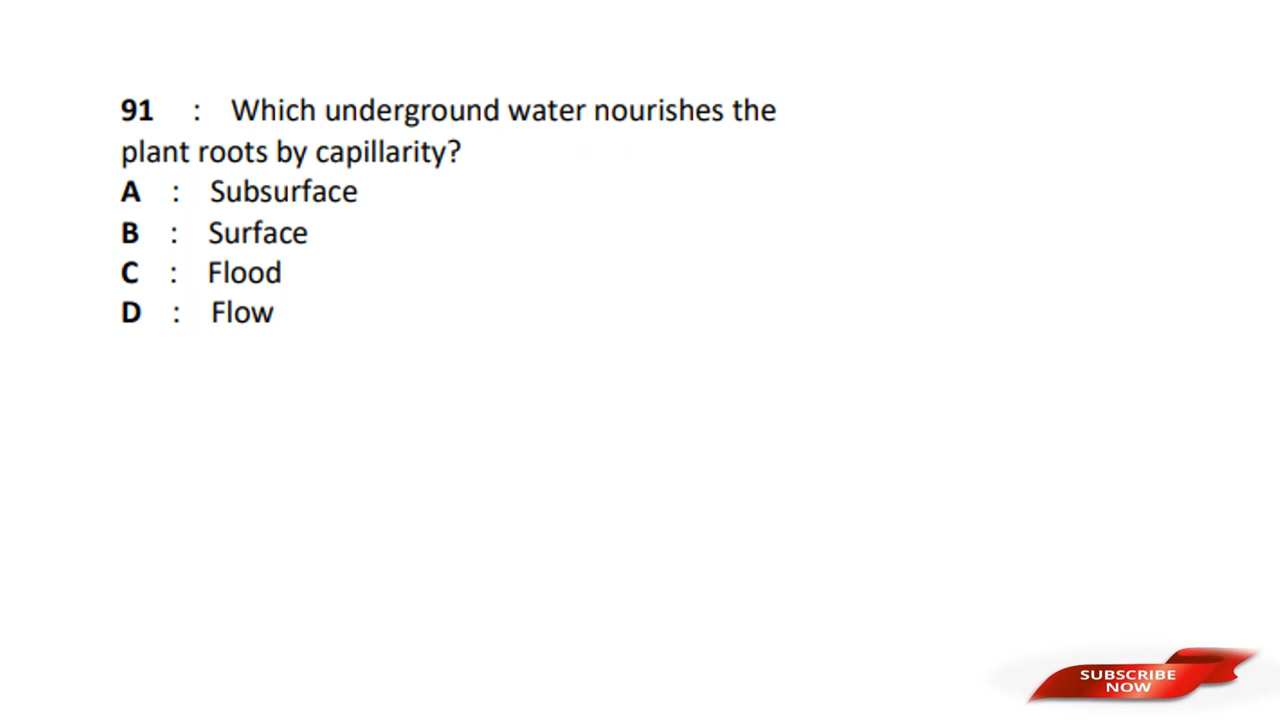 91 : Which underground water nourishes the
plant roots by capillarity?
A : Subsurface
B : Surface
C : Flood
D : Flow
SUBSCRIBE
NOW